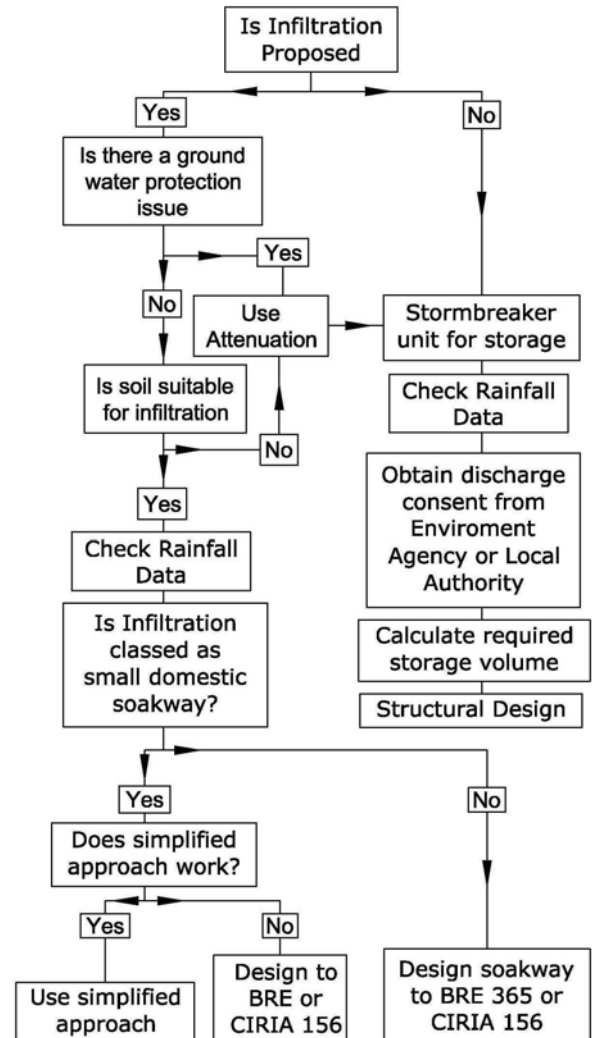 Is Infiltration
Proposed
Yes
No
Is there a ground
water protection
issue
Yes
No
Use
Attenuation
Stormbreaker
unit for storage
Is soil suitable
for infiltration
No
Check Rainfall
Data
Yes
Obtain discharge
consent from
Enviroment
Agency or Local
Authority
Check Rainfall
Data
Is Infiltration
classed as
small domestic
soakway?
Calculate required
storage volume
Structural Design
Yes
No
Does simplified
approach work?
Yes
No
Use simplified
approach
Design to
BRE or
CIRIA 156
Design soakway
to BRE 365 or
CIRIA 156